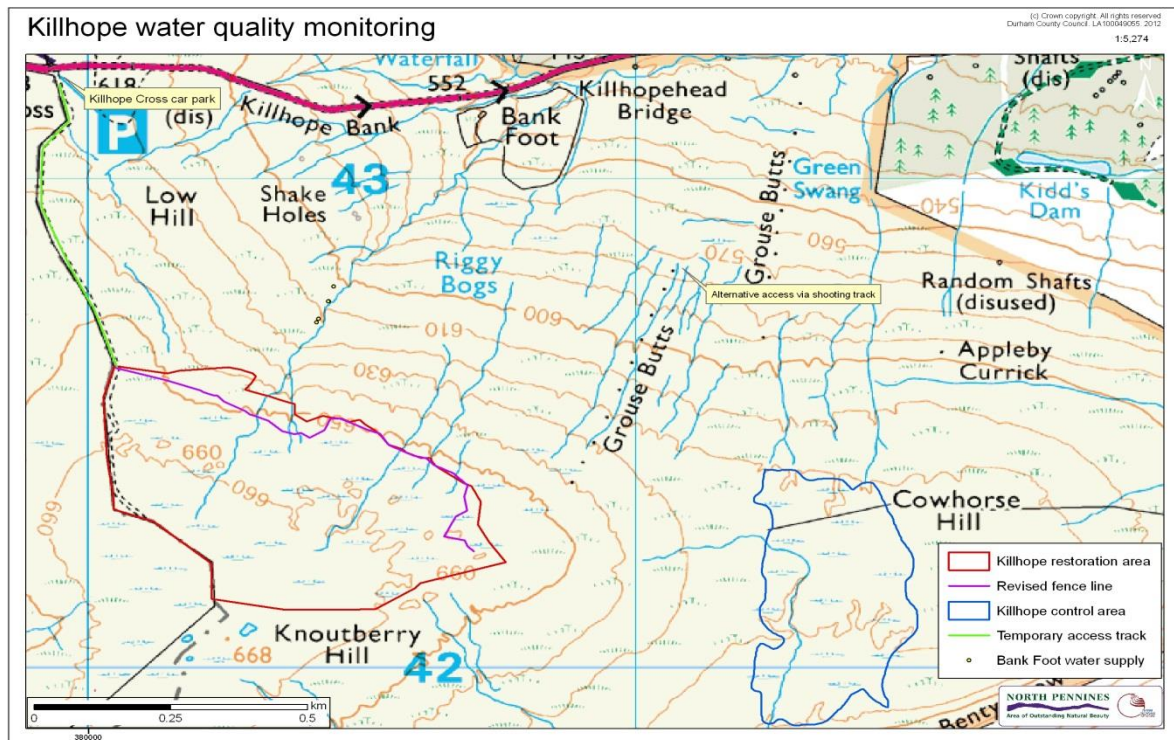 Killhope water quality monitoring
(c) Crown copyright. All rights reserved
Durham County Council. LA100049055. 2012
1:5,274
Waterfall
618
(dis)
Killhope Cross car park
P
552
Killhope Bank
Killhopehead
Bridge
Bank
Foot
Shafts
(dis)
43
Low
Hill
Shake
Holes
Green
Swang
Kidd's
Dam
540
560
570
Grouse Butts
Riggy
Bogs
Alternative access via shooting track
Random Shafts
(disused)
600
610
630
Appleby
Currick
Grouse Butts
650
660
660
660
660
660
Cowhorse
Hill
Knoutberry
Hill
668
42
Killhope restoration area
Revised fence line
Killhope control area
Temporary access track
Bank Foot water supply
NORTH PENNINES
Area of Outstanding Natural Beauty
km
0
0.25
0.5
380000